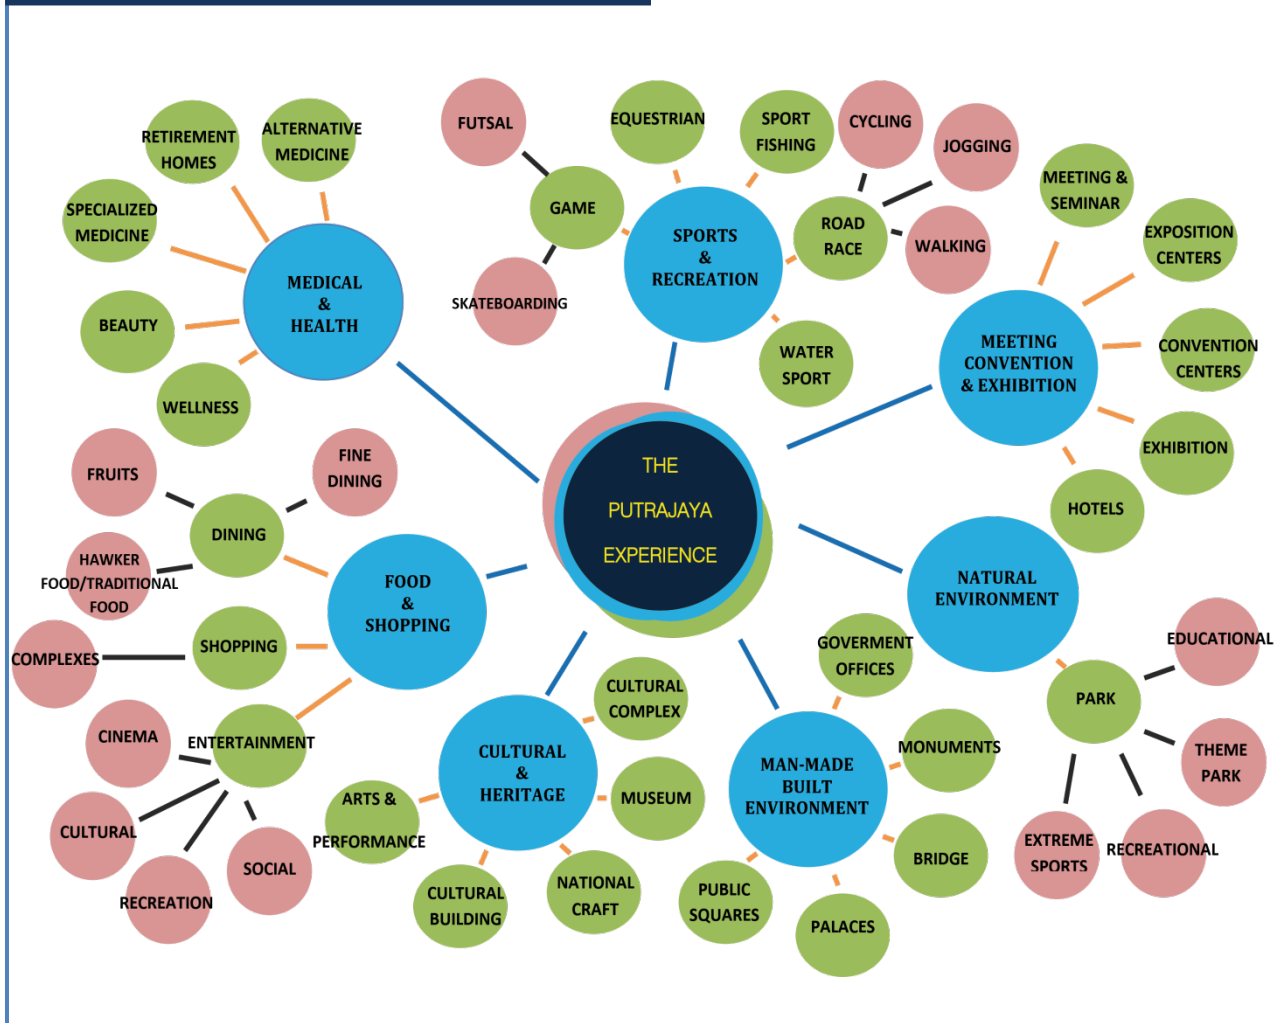 THE
PUTRAJAYA
EXPERIENCE
MEDICAL
&
HEALTH
RETIREMENT
HOMES
ALTERNATIVE
MEDICINE
SPECIALIZED
MEDICINE
BEAUTY
WELLNESS
SPORTS
&
RECREATION
FUTSAL
GAME
SKATEBOARDING
EQUESTRIAN
SPORT
FISHING
CYCLING
JOGGING
ROAD
RACE
WALKING
WATER
SPORT
MEETING
CONVENTION
& EXHIBITION
MEETING &
SEMINAR
EXPOSITION
CENTERS
CONVENTION
CENTERS
EXHIBITION
HOTELS
NATURAL
ENVIRONMENT
PARK
EDUCATIONAL
THEME
PARK
RECREATIONAL
EXTREME
SPORTS
MAN-MADE
BUILT
ENVIRONMENT
GOVERMENT
OFFICES
MONUMENTS
BRIDGE
PALACES
PUBLIC
SQUARES
CULTURAL
&
HERITAGE
CULTURAL
COMPLEX
MUSEUM
NATIONAL
CRAFT
CULTURAL
BUILDING
ARTS &
PERFORMANCE
FOOD
&
SHOPPING
FRUITS
FINE
DINING
DINING
HAWKER
FOOD/TRADITIONAL
FOOD
SHOPPING
COMPLEXES
ENTERTAINMENT
CINEMA
CULTURAL
RECREATION
SOCIAL